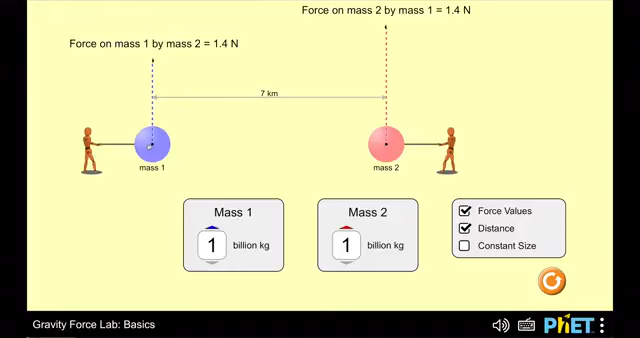 Force on mass 2 by mass 1 = 1.4 N
Force on mass 1 by mass 2 = 1.4 N
7 km
mass 1
mass 2
Mass 1
1 billion kg
Mass 2
1 billion kg
Force Values
Distance
Constant Size
Gravity Force Lab: Basics
PhET